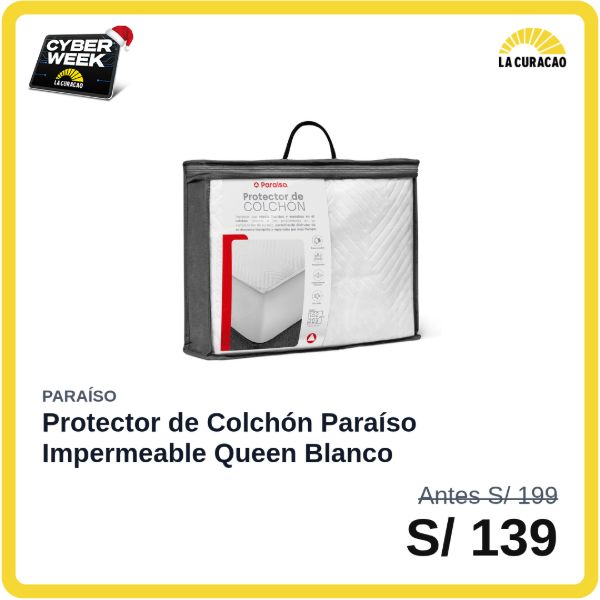 CYBER
WEEK
LA CURACAO
LA CURACAO
Paraíso
Protector de
COLCHÓN
PARAÍSO
Protector de Colchón Paraíso
Impermeable Queen Blanco
Antes S/ 199
S/ 139